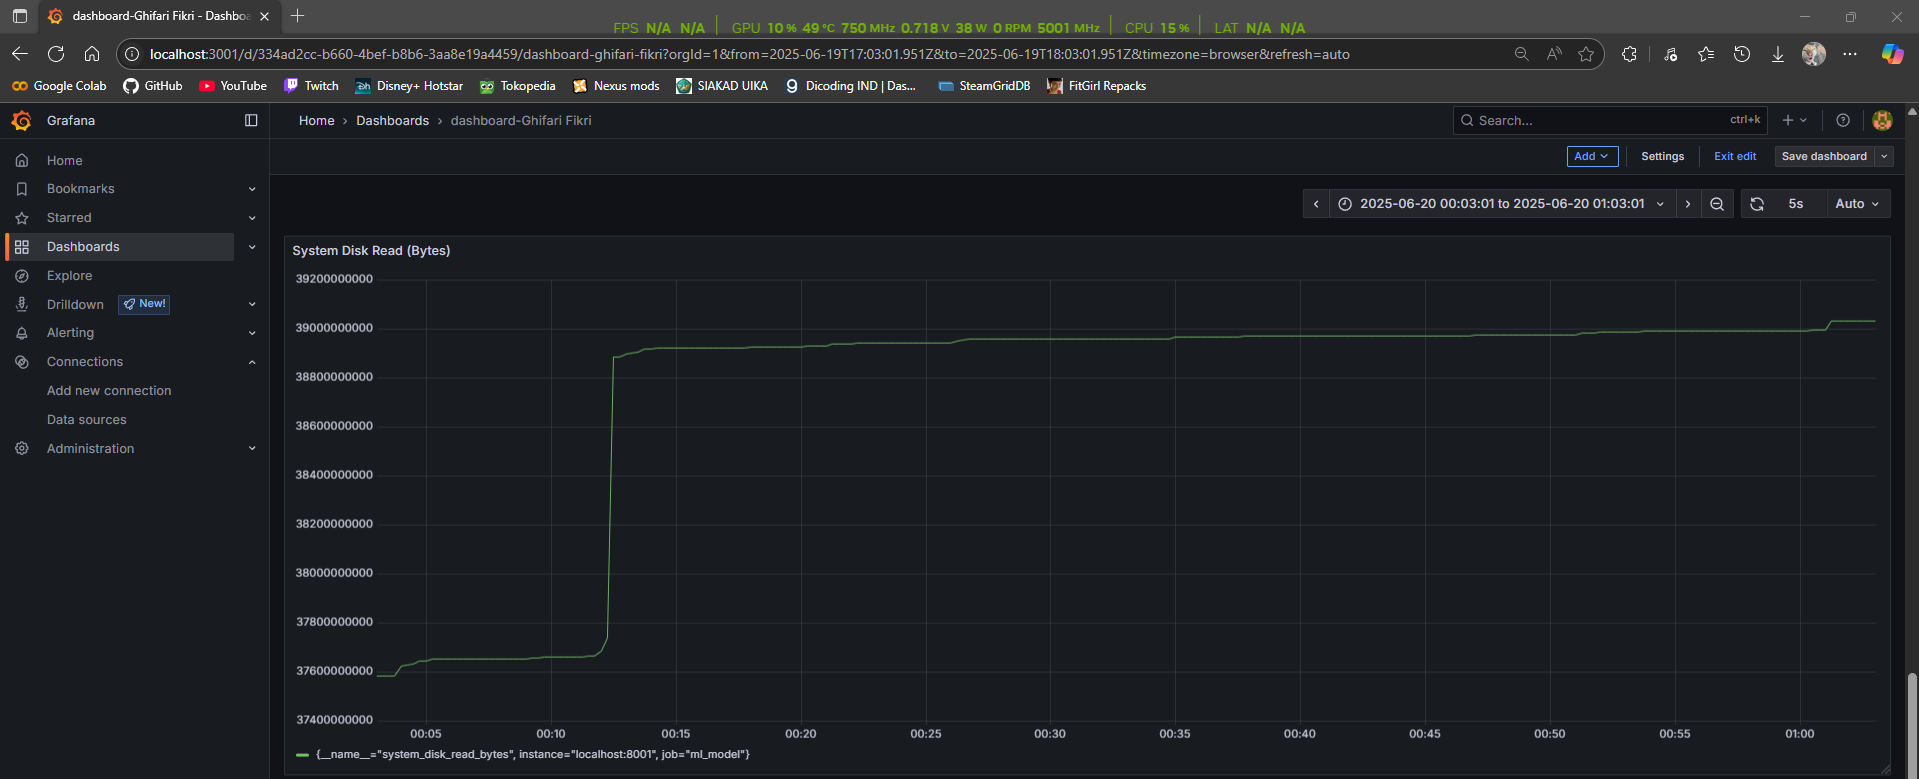 dashboard-Ghifari Fikri - Dashboa
FPS N/A N/A GPU 10 % 49 °C 750 MHz 0.718 V 38 W 0 RPM 5001 MHz CPU 15 % LAT N/A N/A
localhost:3001/d/334ad2cc-b660-4bef-b8b6-3aa8e19a4459/dashboard-ghifari-fikri?orgId=1&from=2025-06-19T17:03:01.951Z&to=2025-06-19T18:03:01.951Z&timezone=browser&refresh=auto
Google Colab GitHub YouTube Twitch Disney+ Hotstar Tokopedia Nexus mods SIAKAD UIKA Dicoding IND | Das... SteamGridDB FitGirl Repacks
Grafana
Home › Dashboards › dashboard-Ghifari Fikri
Search... ctrl+k
Home
Bookmarks
Starred
Dashboards
Explore
Drilldown New!
Alerting
Connections
Add new connection
Data sources
Administration
Add Settings Exit edit Save dashboard
2025-06-20 00:03:01 to 2025-06-20 01:03:01 5s Auto
System Disk Read (Bytes)
39200000000
39000000000
38800000000
38600000000
38400000000
38200000000
38000000000
37800000000
37600000000
37400000000
00:05 00:10 00:15 00:20 00:25 00:30 00:35 00:40 00:45 00:50 00:55 01:00
{__name__="system_disk_read_bytes", instance="localhost:8001", job="ml_model"}